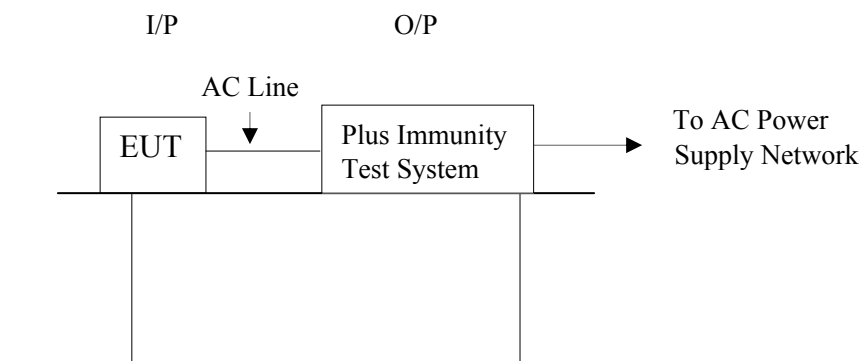 I/P
O/P
AC Line
EUT
Plus Immunity
Test System
To AC Power
Supply Network